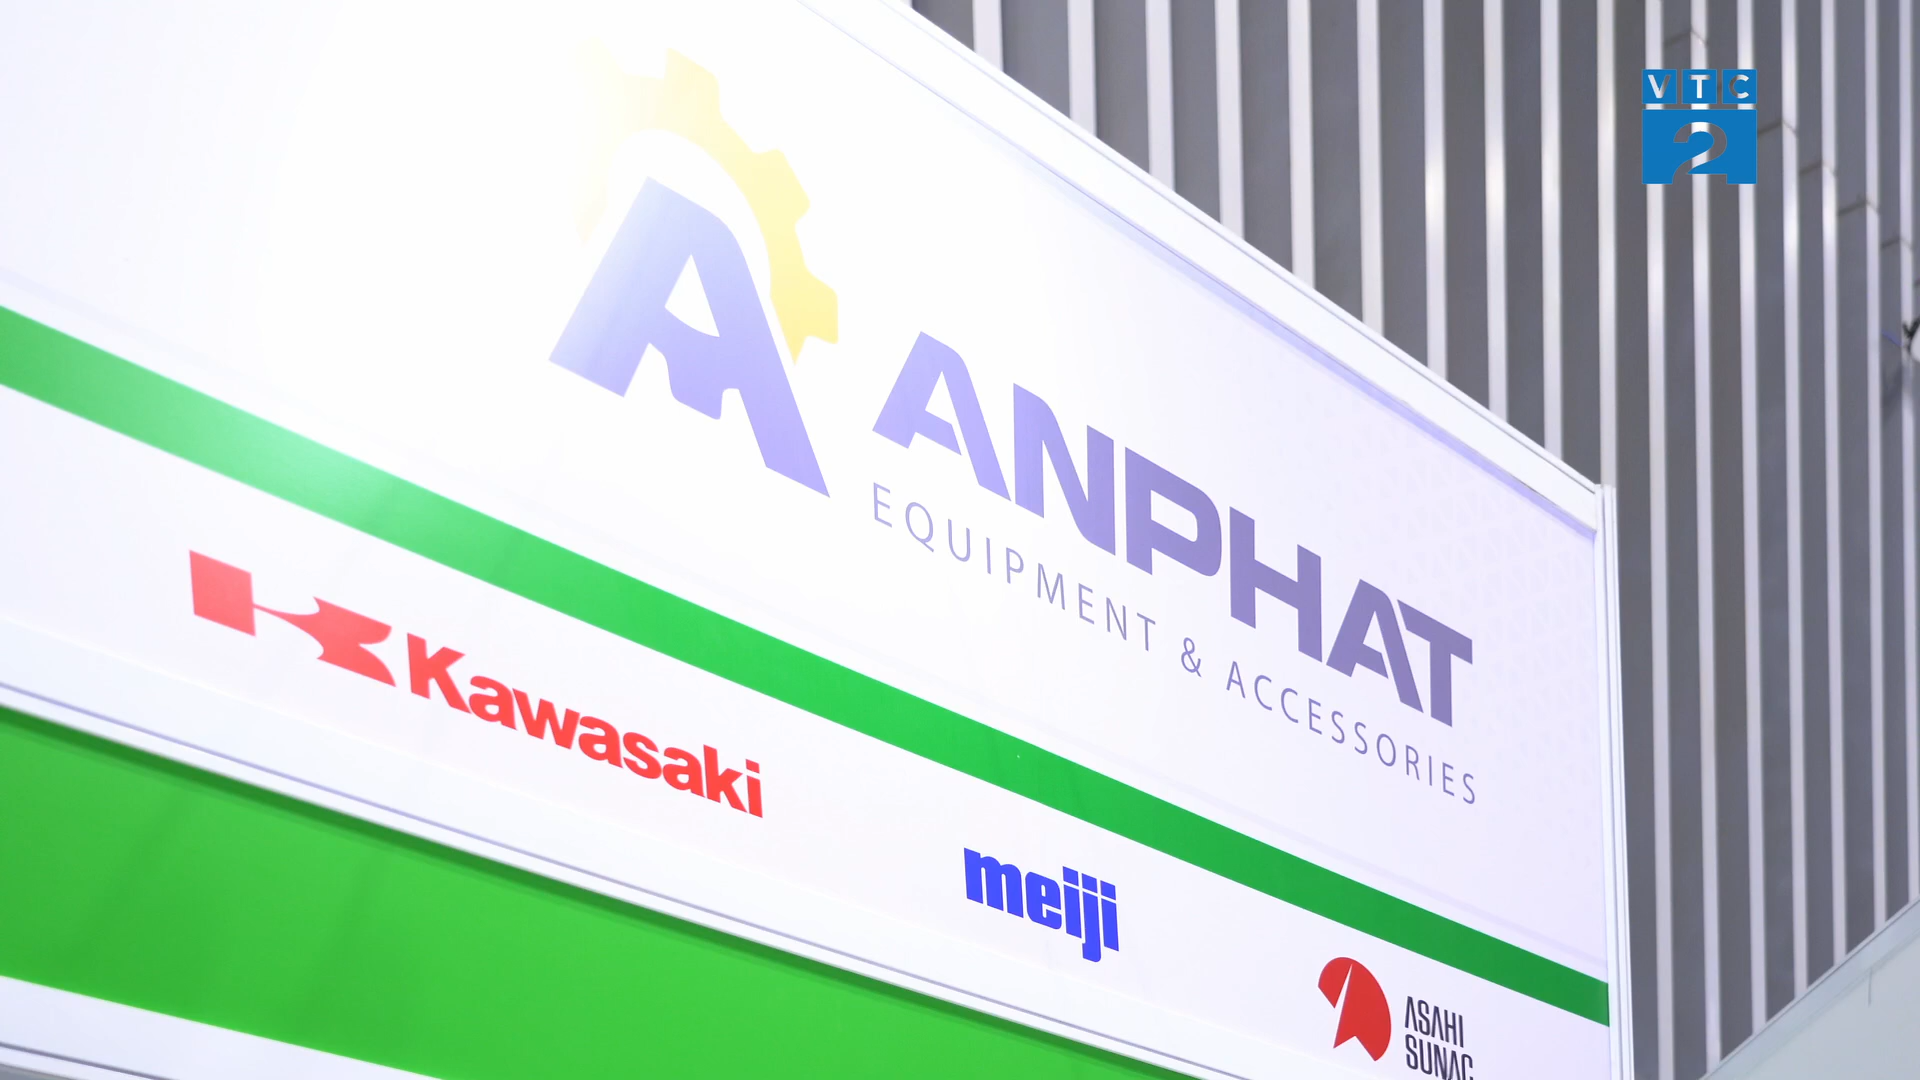 VTC
2
ANPHAT
EQUIPMENT & ACCESSORIES
Kawasaki
meiji
ASAHI
SUNAC